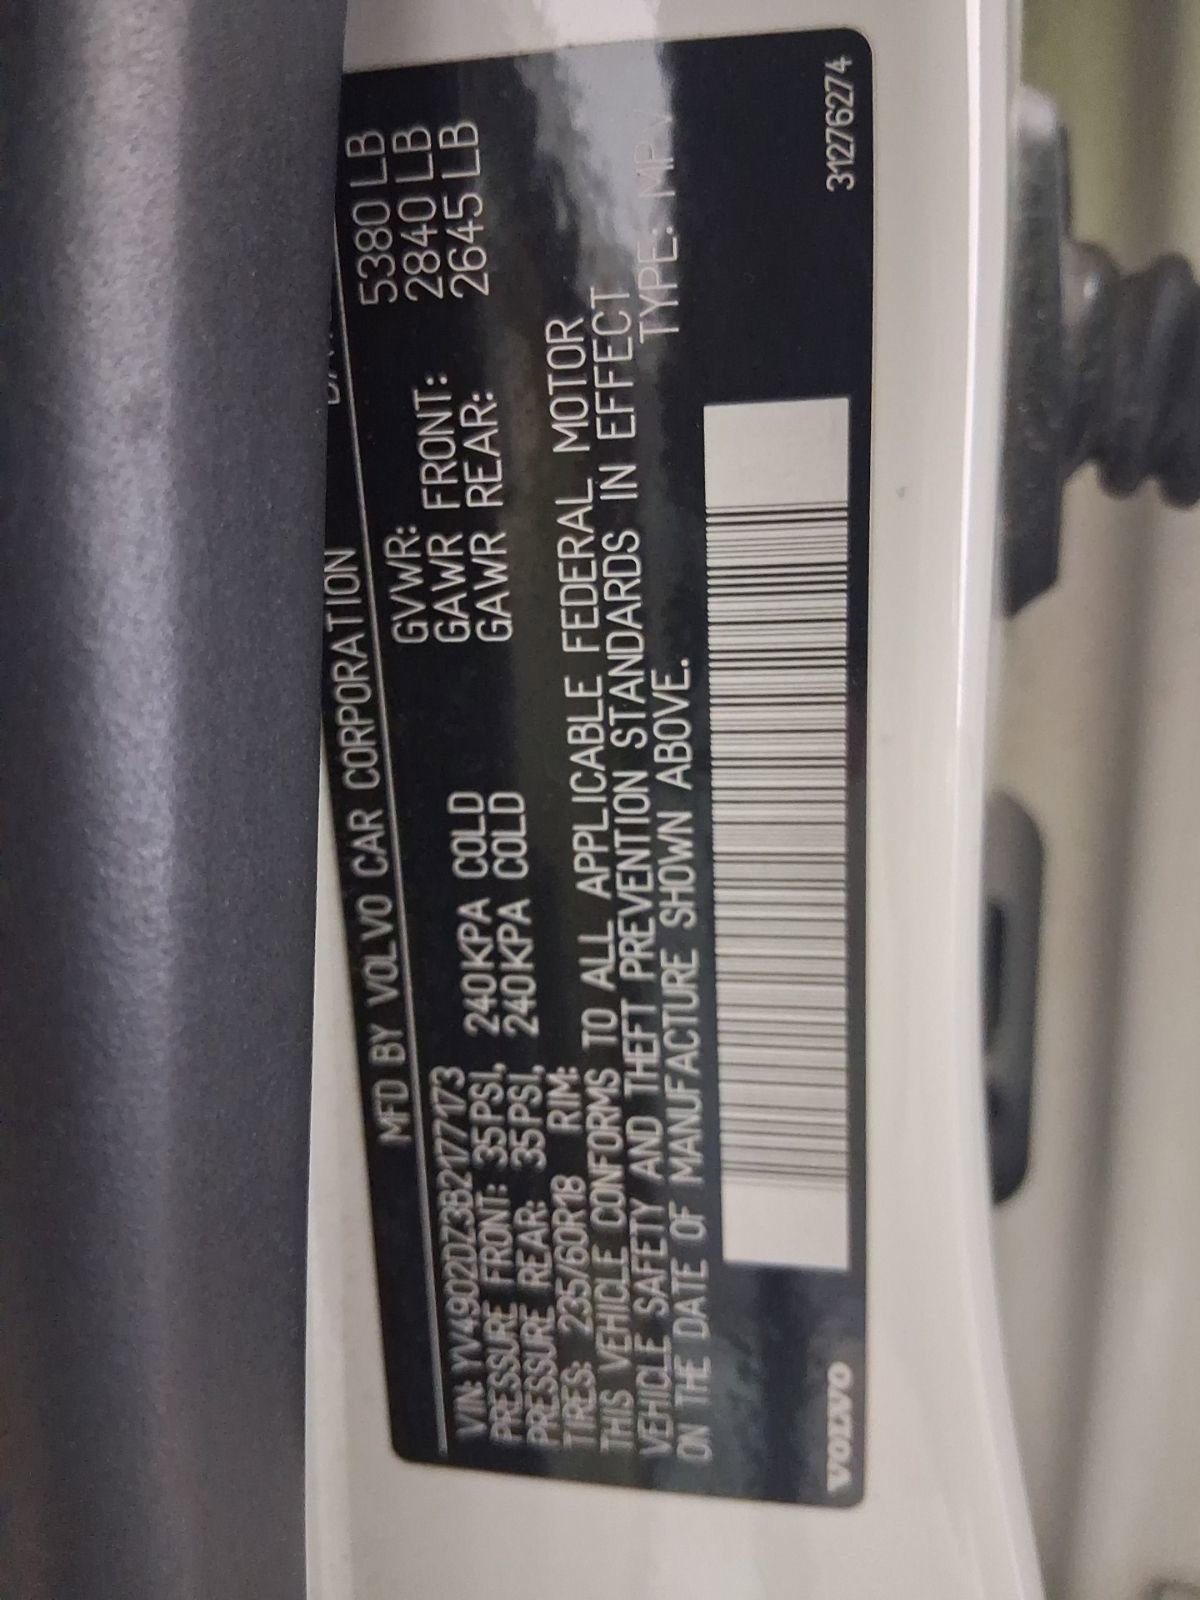 MFD BY VOLVO CAR CORPORATION
VIN: YV4902DZ3B2177173 GVWR: 5380 LB
PRESSURE FRONT: 35PSI, 240KPA COLD GAWR FRONT: 2840 LB
PRESSURE REAR: 35PSI, 240KPA COLD GAWR REAR: 2645 LB
TIRES: 235/60R18 RIM:
THIS VEHICLE CONFORMS TO ALL APPLICABLE FEDERAL MOTOR
VEHICLE SAFETY AND THEFT PREVENTION STANDARDS IN EFFECT
ON THE DATE OF MANUFACTURE SHOWN ABOVE. TYPE: MPV
VOLVO 31276274